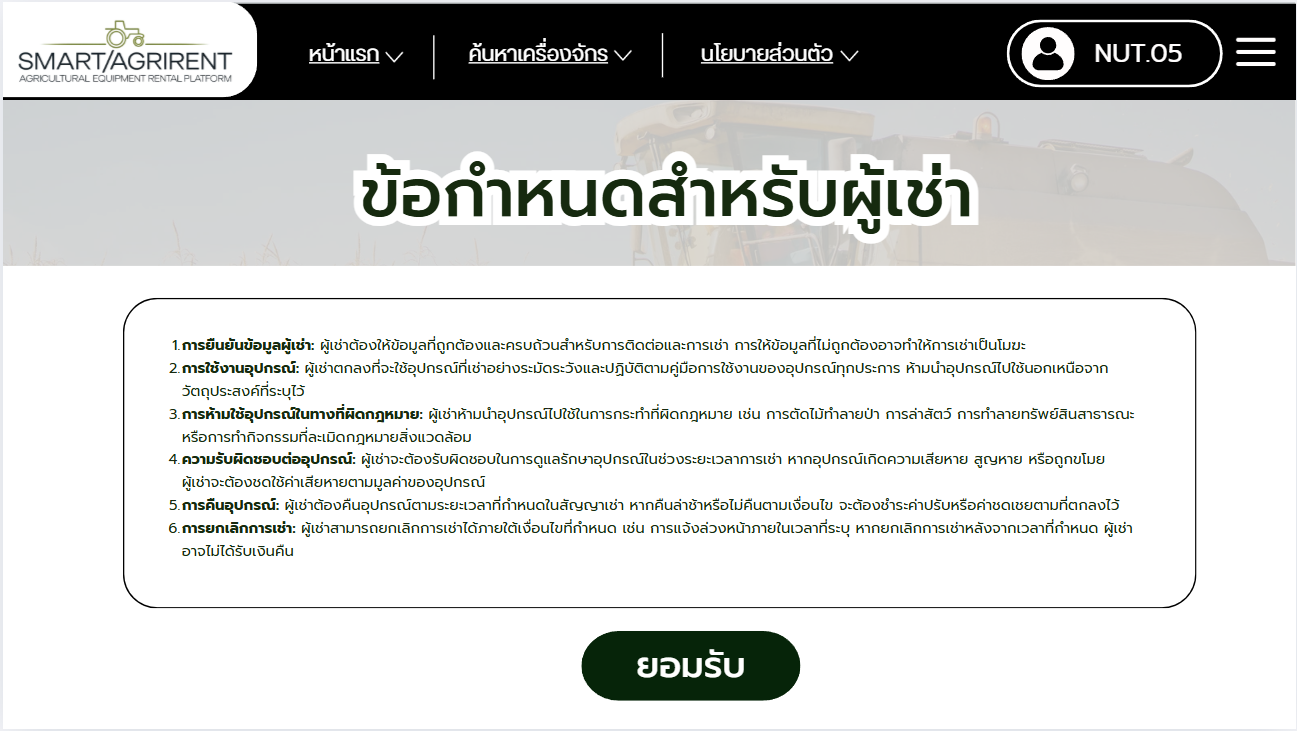 SMART/AGRIRENT
AGRICULTURAL EQUIPMENT RENTAL PLATFORM
หน้าแรก
ค้นหาเครื่องจักร
นโยบายส่วนตัว
NUT.05
ข้อกำหนดสำหรับผู้เช่า
1. การยืนยันข้อมูลผู้เช่า: ผู้เช่าต้องให้ข้อมูลที่ถูกต้องและครบถ้วนสำหรับการติดต่อและการเช่า การให้ข้อมูลที่ไม่ถูกต้องอาจทำให้การเช่าเป็นโมฆะ
2. การใช้งานอุปกรณ์: ผู้เช่าตกลงที่จะใช้อุปกรณ์ที่เช่าอย่างระมัดระวังและปฏิบัติตามคู่มือการใช้งานของอุปกรณ์ทุกประการ ห้ามนำอุปกรณ์ไปใช้นอกเหนือจาก
วัตถุประสงค์ที่ระบุไว้
3. การห้ามใช้อุปกรณ์ในทางที่ผิดกฎหมาย: ผู้เช่าห้ามนำอุปกรณ์ไปใช้ในการกระทำที่ผิดกฎหมาย เช่น การตัดไม้ทำลายป่า การล่าสัตว์ การทำลายทรัพย์สินสาธารณะ
หรือการทำกิจกรรมที่ละเมิดกฎหมายสิ่งแวดล้อม
4. ความรับผิดชอบต่ออุปกรณ์: ผู้เช่าจะต้องรับผิดชอบในการดูแลรักษาอุปกรณ์ในช่วงระยะเวลาการเช่า หากอุปกรณ์เกิดความเสียหาย สูญหาย หรือถูกขโมย
ผู้เช่าจะต้องชดใช้ค่าเสียหายตามมูลค่าของอุปกรณ์
5. การคืนอุปกรณ์: ผู้เช่าต้องคืนอุปกรณ์ตามระยะเวลาที่กำหนดในสัญญาเช่า หากคืนล่าช้าหรือไม่คืนตามเงื่อนไข จะต้องชำระค่าปรับหรือค่าชดเชยตามที่ตกลงไว้
6. การยกเลิกการเช่า: ผู้เช่าสามารถยกเลิกการเช่าได้ภายใต้เงื่อนไขที่กำหนด เช่น การแจ้งล่วงหน้าภายในเวลาที่ระบุ หากยกเลิกการเช่าหลังจากเวลาที่กำหนด ผู้เช่า
อาจไม่ได้รับเงินคืน
ยอมรับ